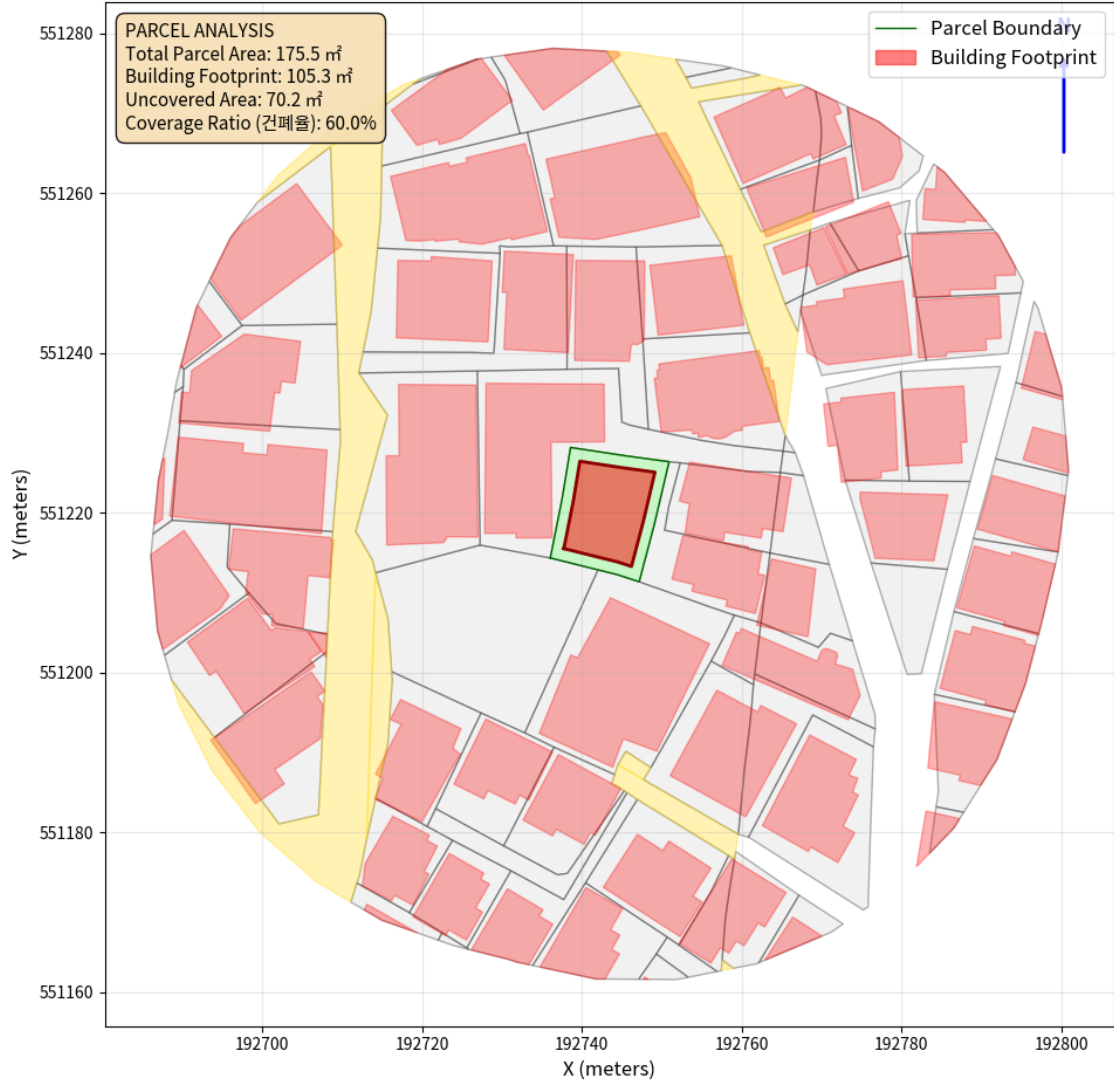 PARCEL ANALYSIS
Total Parcel Area: 175.5 ㎡
Building Footprint: 105.3 ㎡
Uncovered Area: 70.2 ㎡
Coverage Ratio (건폐율): 60.0%
Parcel Boundary
Building Footprint
N
551280
551260
551240
551220
551200
551180
551160
Y (meters)
192700 192720 192740 192760 192780 192800
X (meters)